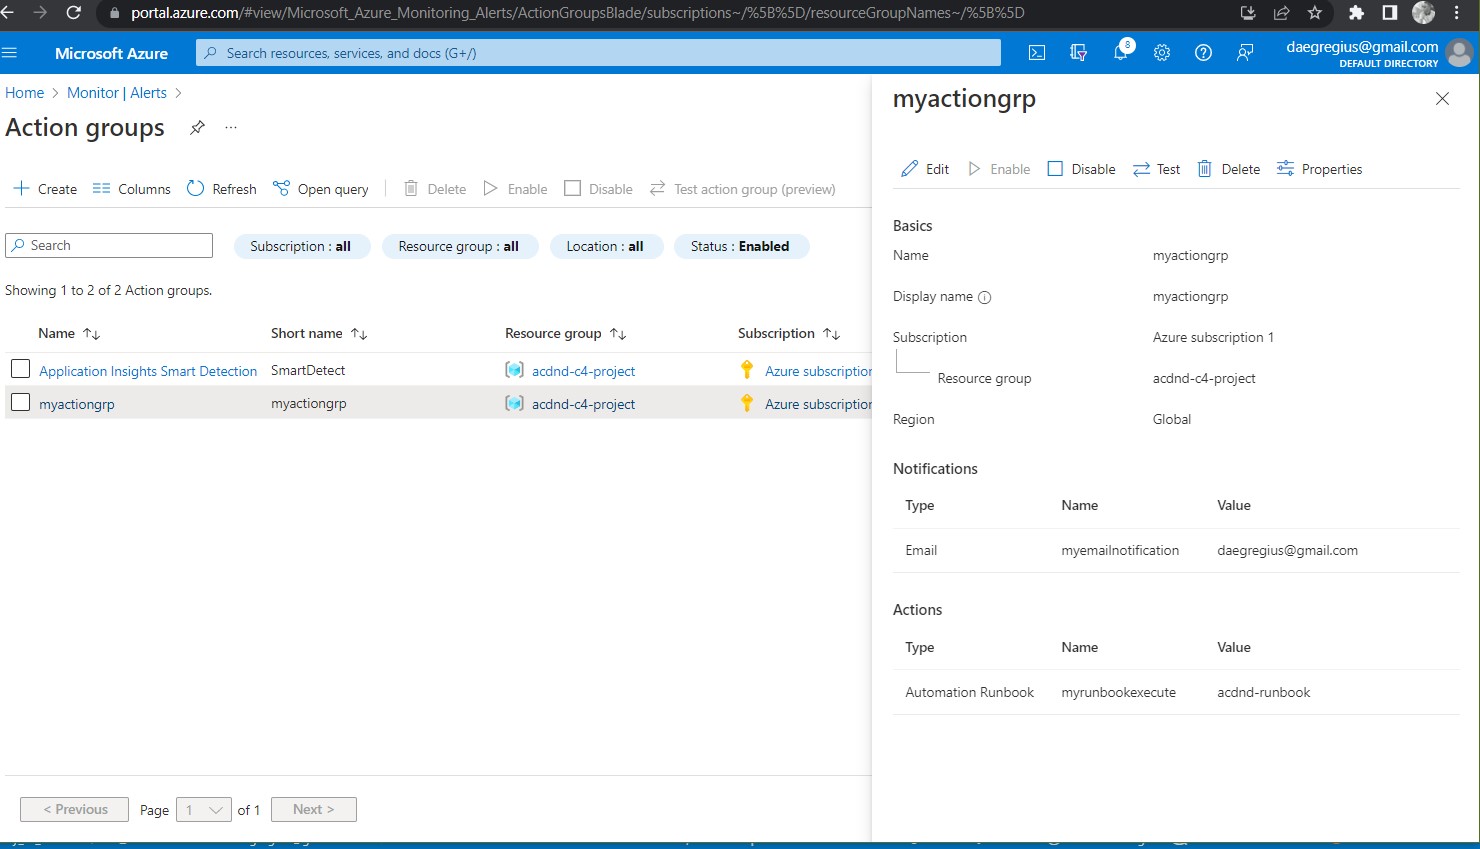 portal.azure.com/#view/Microsoft_Azure_Monitoring_Alerts/ActionGroupsBlade/subscriptions~/%5B%5D/resourceGroupNames~/%5B%5D
Microsoft Azure
Search resources, services, and docs (G+/)
8
daegregius@gmail.com
DEFAULT DIRECTORY
Home > Monitor | Alerts >
Action groups
...
Create Columns Refresh Open query Delete Enable Disable Test action group (preview)
Search
Subscription : all
Resource group : all
Location : all
Status : Enabled
Showing 1 to 2 of 2 Action groups.
Name ↑↓ Short name ↑↓ Resource group ↑↓ Subscription ↑↓
Application Insights Smart Detection SmartDetect acdnd-c4-project Azure subscription
myactiongrp myactiongrp acdnd-c4-project Azure subscription
< Previous Page 1 of 1 Next >
myactiongrp
Edit Enable Disable Test Delete Properties
Basics
Name myactiongrp
Display name myactiongrp
Subscription Azure subscription 1
Resource group acdnd-c4-project
Region Global
Notifications
Type Name Value
Email myemailnotification daegregius@gmail.com
Actions
Type Name Value
Automation Runbook myrunbookexecute acdnd-runbook